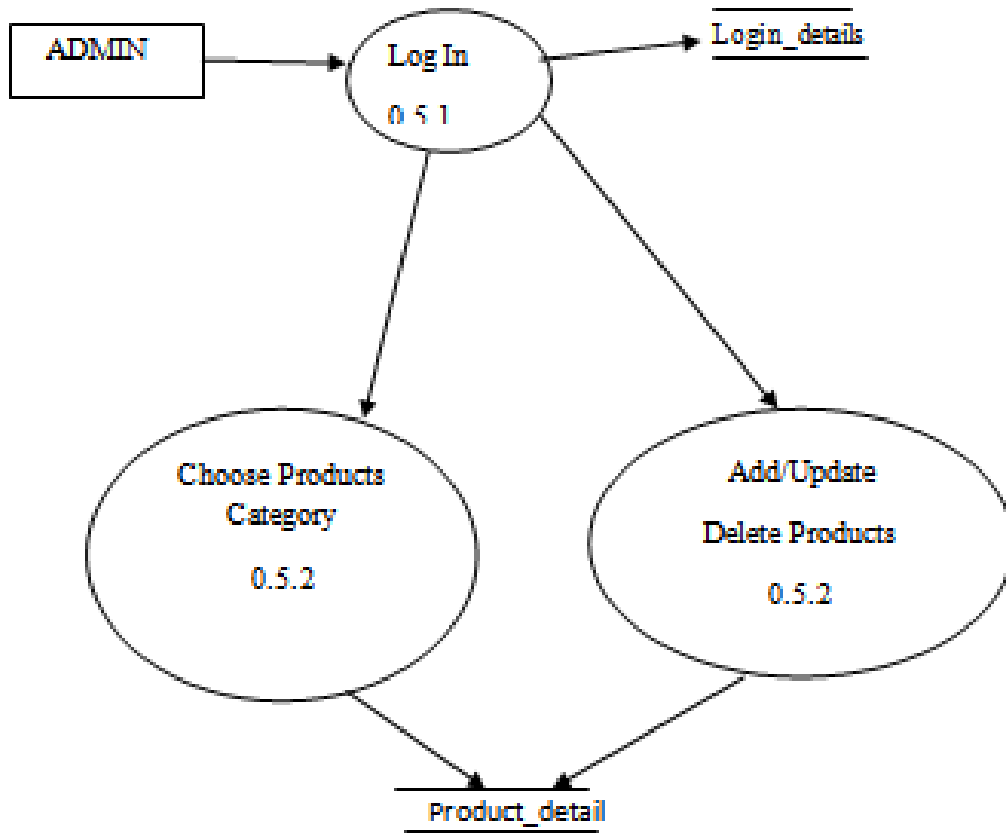 ADMIN
Log In
0.5.1
Login_details
Choose Products
Category
0.5.2
Add/Update
Delete Products
0.5.2
Product_detail